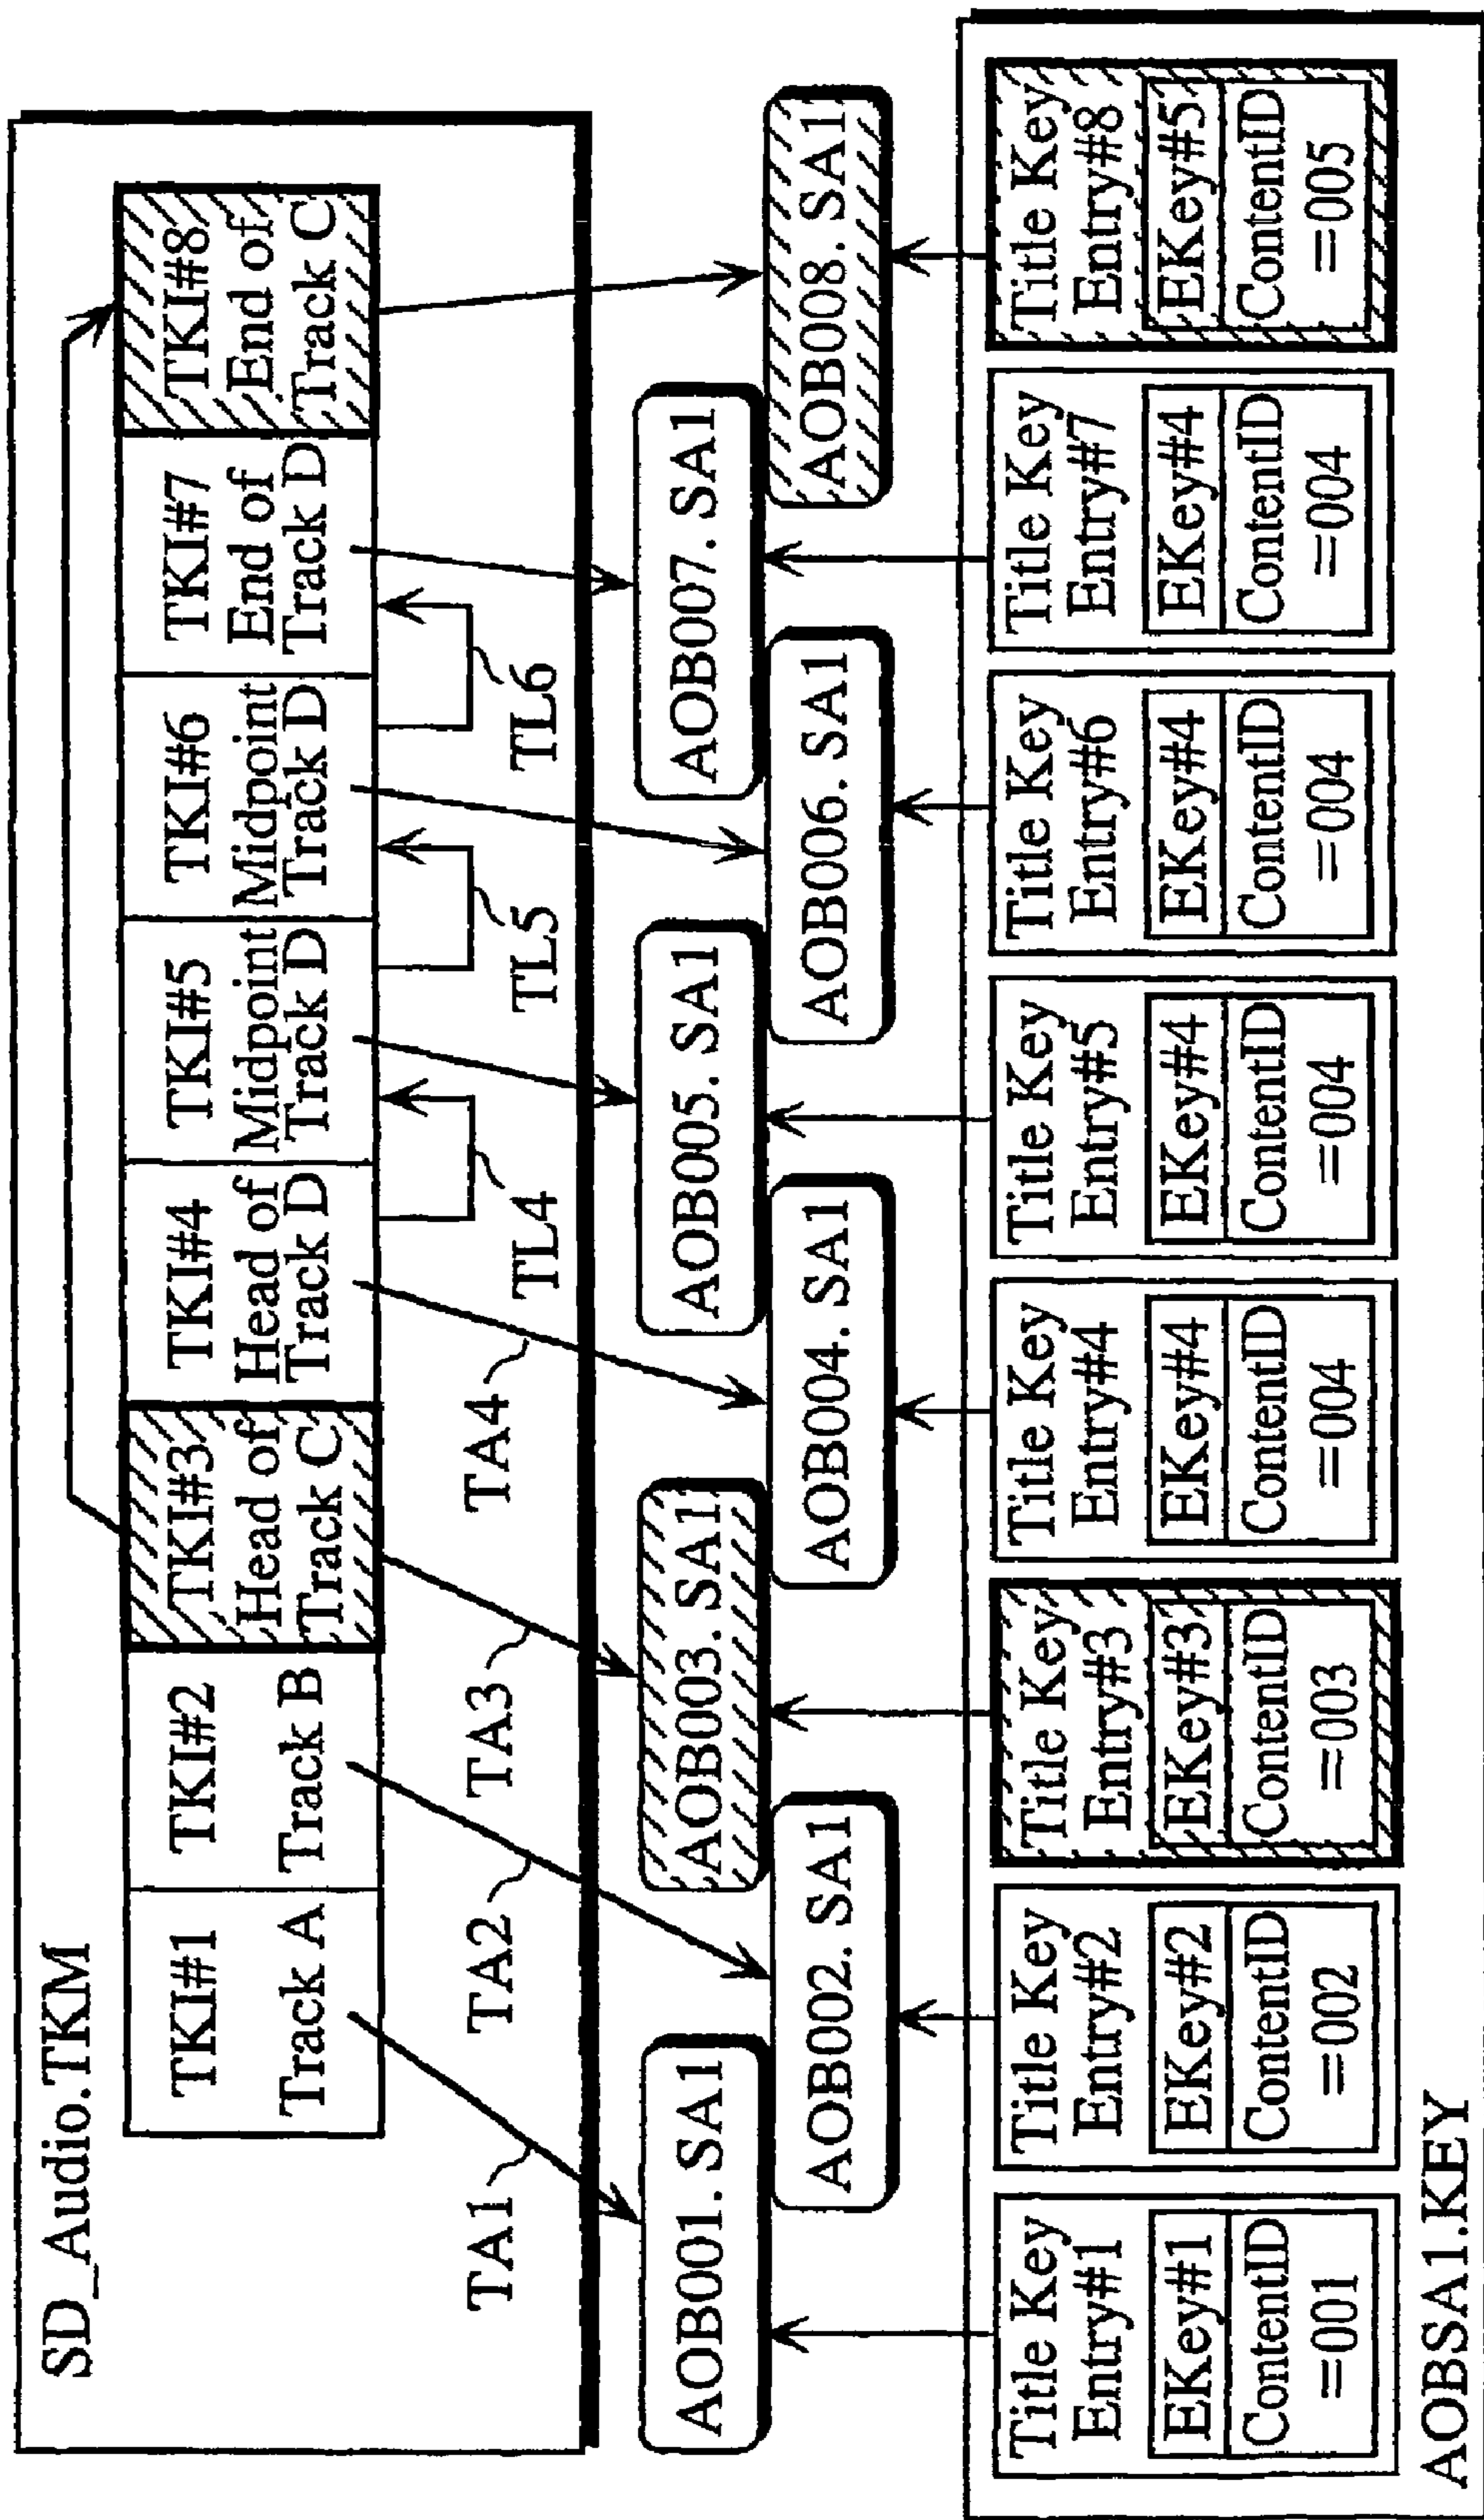 SD_Audio.TKM
TKI#1
Track A
TKI#2
Track B
TKI#3
Head of
Track C
TKI#4
Head of
Track D
TKI#5
Midpoint
Track D
TKI#6
Midpoint
Track D
TKI#7
End of
Track D
TKI#8
End of
Track C
TA1
TA2
TA3
TA4
TL4
TL5
TL6
AOB001. SA1
AOB002. SA1
AOB003. SA1
AOB004. SA1
AOB005. SA1
AOB006. SA1
AOB007. SA1
AOB008. SA1
Title Key
Entry#1
EKey#1
ContentID
=001
Title Key
Entry#2
EKey#2
ContentID
=002
Title Key
Entry#3
EKey#3
ContentID
=003
Title Key
Entry#4
EKey#4
ContentID
=004
Title Key
Entry#5
EKey#4
ContentID
=004
Title Key
Entry#6
EKey#4
ContentID
=004
Title Key
Entry#7
EKey#4
ContentID
=004
Title Key
Entry#8
EKey#5
ContentID
=005
AOBSA1.KEY